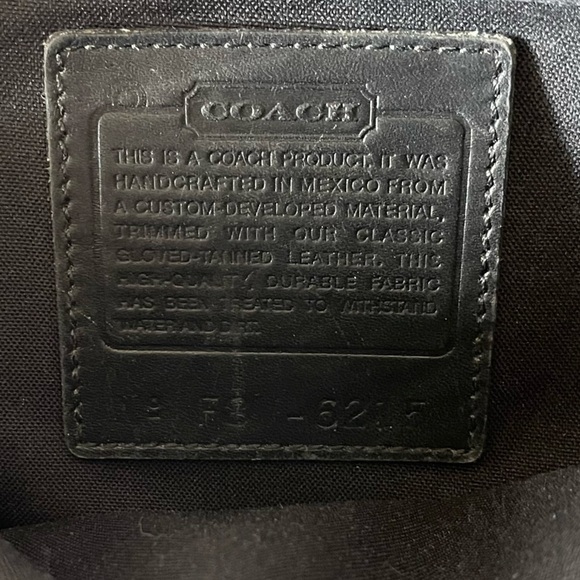 COACH
THIS IS A COACH PRODUCT. IT WAS
HANDCRAFTED IN MEXICO FROM
A CUSTOM-DEVELOPED MATERIAL,
TRIMMED WITH OUR CLASSIC
GLOVED-TANNED LEATHER. THIS
HIGH-QUALITY, DURABLE FABRIC
HAS BEEN TREATED TO WITHSTAND
WATER AND DIRT.
Nº -6215